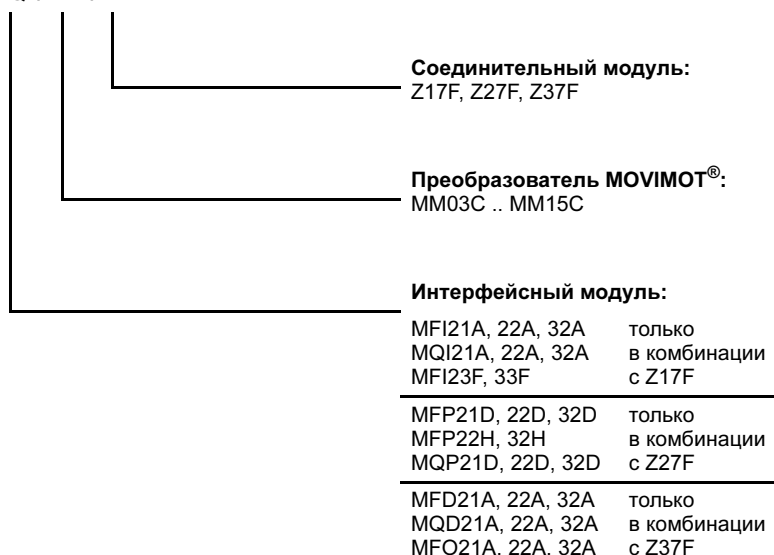 Соединительный модуль:
Z17F, Z27F, Z37F
Преобразователь MOVIMOT®:
MM03C .. MM15C
Интерфейсный модуль:
MFI21A, 22A, 32A только
MQI21A, 22A, 32A в комбинации
MFI23F, 33F с Z17F
MFP21D, 22D, 32D только
MFP22H, 32H в комбинации
MQP21D, 22D, 32D с Z27F
MFD21A, 22A, 32A только
MQD21A, 22A, 32A в комбинации
MFO21A, 22A, 32A с Z37F